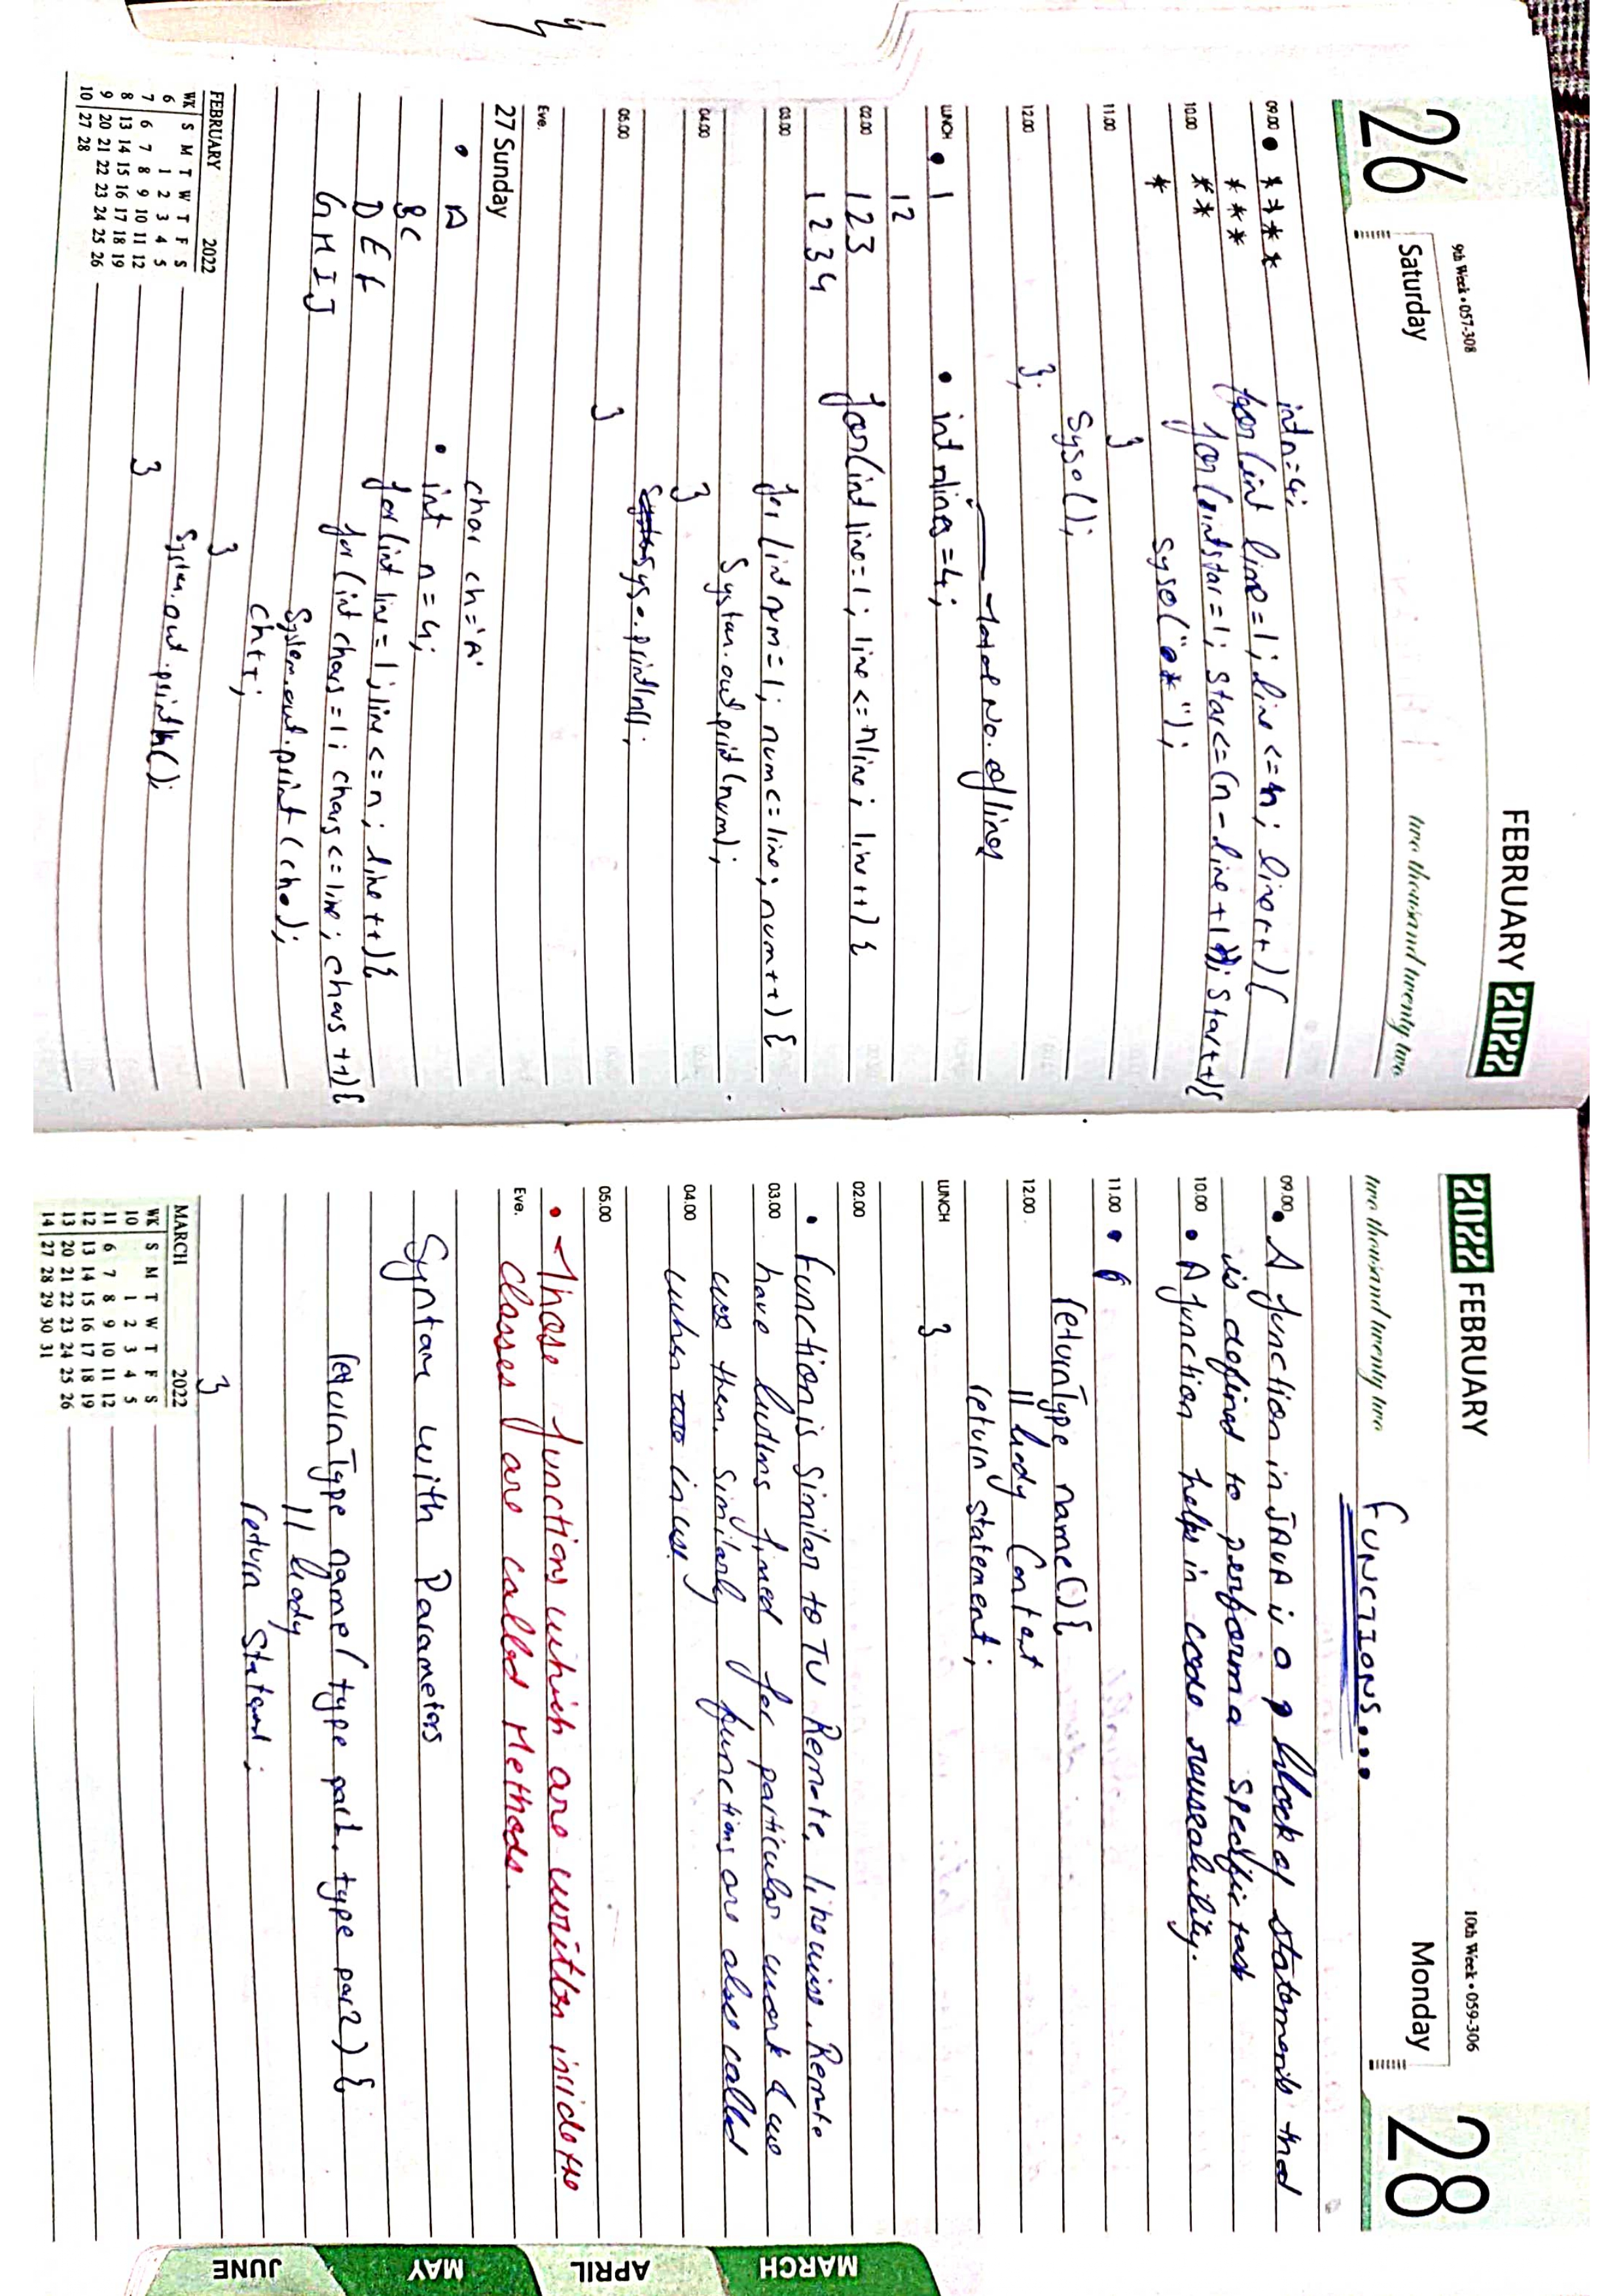 FEBRUARY 2022
26
9th Week • 057-308
Saturday
two thousand twenty two
int n=4;
09.00 • **** for (int line=1; line <= n; line++) {
*** for (int star=1; star<=(n-line+1); star++){
10.00 **
syso("*");
*
}
11.00
syso();
12.00 };
Total No. of lines
LUNCH • 1 • int nlines =4;
12
02.00 123 for(int line=1; line <= nline; line++) {
1234
03.00 for (int num=1; num<=line; num++) {
System.out.print(num);
04.00 }
syso.println();
05.00 }
Eve.
27 Sunday
char ch='A'
• A • int n=4;
BC for (int line=1; line <=n; line++){
DEF for (int chars=1; chars <= line; chars ++){
GHIJ
System.out.print(ch);
ch++;
}
System.out.println();
}
FEBRUARY 2022
WK S M T W T F S
6 1 2 3 4 5
7 6 7 8 9 10 11 12
8 13 14 15 16 17 18 19
9 20 21 22 23 24 25 26
10 27 28
2022 FEBRUARY
10th Week • 059-306
28
Monday
two thousand twenty two
FUNCTIONS...
09.00 • A function in JAVA is a block of statements that
is defined to perform a specific task
10.00 • A function helps in code reuseability.
11.00 •
returnType name() {
12.00 // body Content
return statement;
LUNCH }
02.00
• Function is similar to TV Remote, likewise Remote
03.00 have buttons fixed for particular work & we
use them. Similarly functions are also called
04.00 when in use.
05.00
• Those functions which are written inside the
Eve. classes are called Methods.
Syntax with Parameters
returnType name( type par1, type par2) {
// body
return Statement;
}
MARCH 2022
WK S M T W T F S
10 1 2 3 4 5
11 6 7 8 9 10 11 12
12 13 14 15 16 17 18 19
13 20 21 22 23 24 25 26
14 27 28 29 30 31
MARCH
APRIL
MAY
JUNE